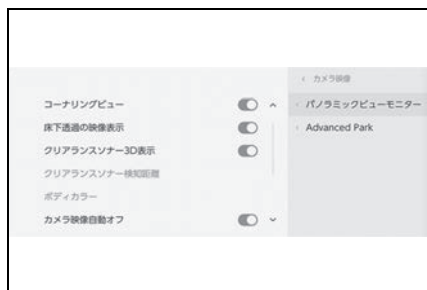 コーナリングビュー
床下透過の映像表示
クリアランスソナー3D表示
クリアランスソナー検知距離
ボディカラー
カメラ映像自動オフ
カメラ映像
パノラミックビューモニター
Advanced Park